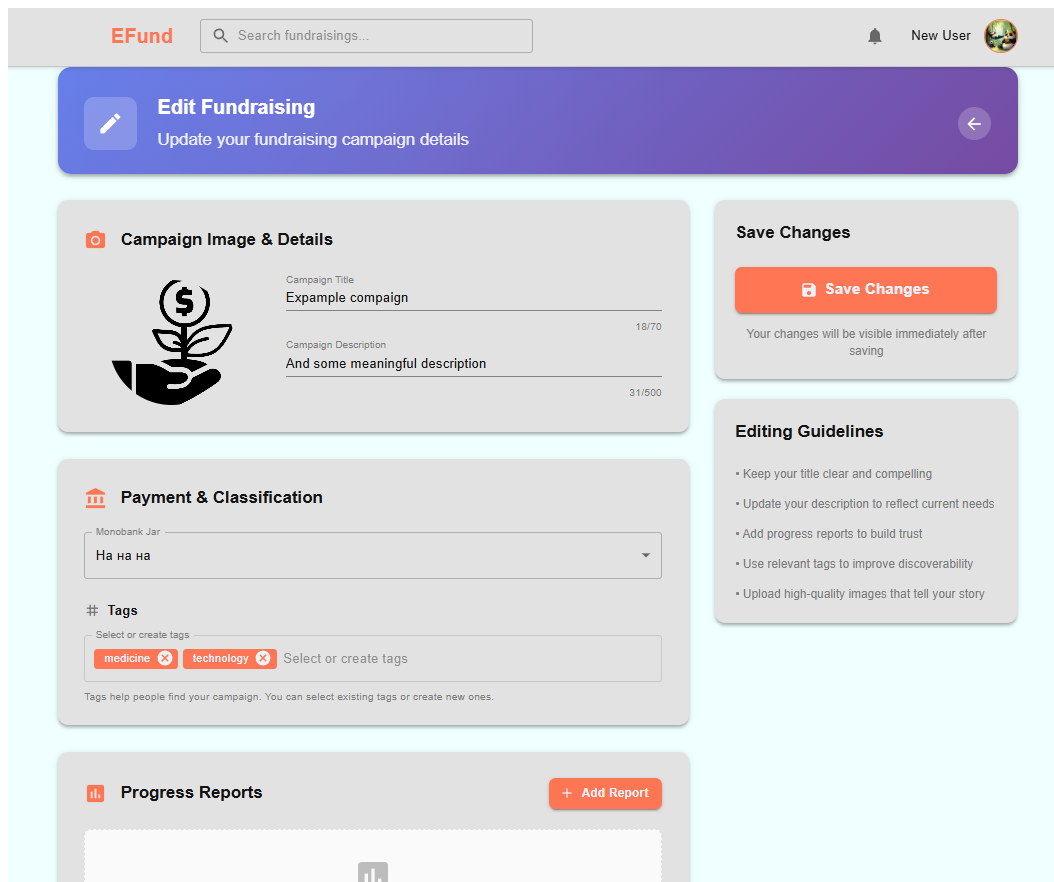 EFund
Search fundraisings...
New User
Edit Fundraising
Update your fundraising campaign details
Campaign Image & Details
$
Campaign Title
Expample compaign
18/70
Campaign Description
And some meaningful description
31/500
Save Changes
Save Changes
Your changes will be visible immediately after
saving
Editing Guidelines
• Keep your title clear and compelling
• Update your description to reflect current needs
• Add progress reports to build trust
• Use relevant tags to improve discoverability
• Upload high-quality images that tell your story
Payment & Classification
Monobank Jar
На на на
Tags
Select or create tags
medicine
technology
Select or create tags
Tags help people find your campaign. You can select existing tags or create new ones.
Progress Reports
+ Add Report